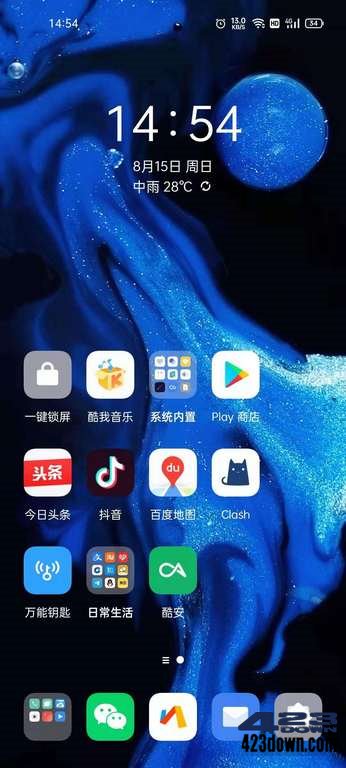 14:54
13.0 KB/S HD 4G 34
14:54
8月15日 周日
中雨 28℃
一键锁屏 酷我音乐 系统内置 Play 商店
头条 du
今日头条 抖音 百度地图 Clash
万能钥匙 日常生活 酷安
423
DOWN
423down.com